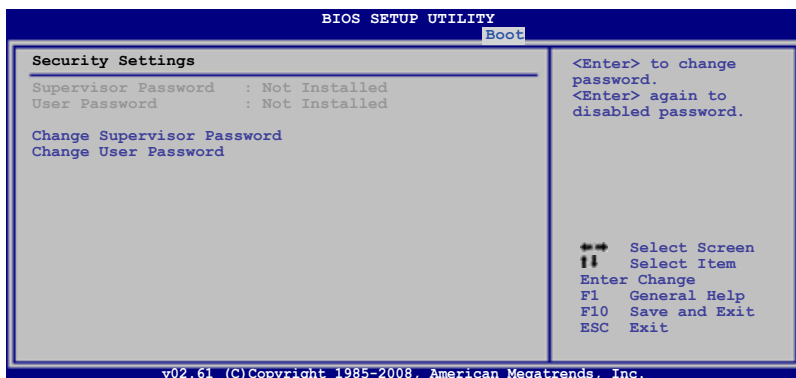 BIOS SETUP UTILITY
Boot
Security Settings
Supervisor Password : Not Installed
User Password : Not Installed
Change Supervisor Password
Change User Password
<Enter> to change
password.
<Enter> again to
disabled password.
Select Screen
Select Item
Enter Change
F1 General Help
F10 Save and Exit
ESC Exit
v02.61 (C)Copyright 1985-2008, American Megatrends, Inc.